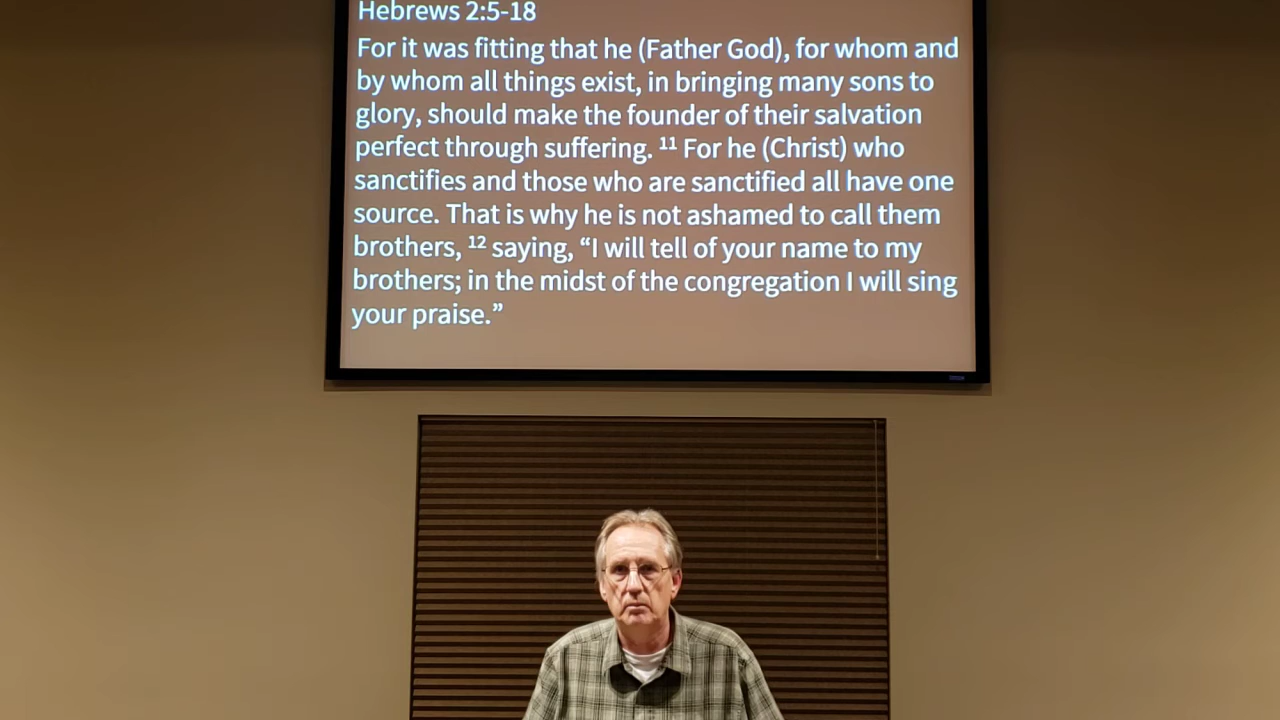 Hebrews 2:5-18
For it was fitting that he (Father God), for whom and
by whom all things exist, in bringing many sons to
glory, should make the founder of their salvation
perfect through suffering. ¹¹ For he (Christ) who
sanctifies and those who are sanctified all have one
source. That is why he is not ashamed to call them
brothers, ¹² saying, “I will tell of your name to my
brothers; in the midst of the congregation I will sing
your praise.”